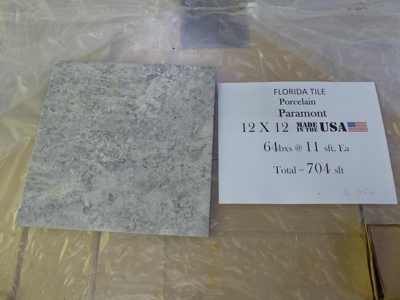 FLORIDA TILE
Porcelain
Paramont
12 X 12 MADE IN THE USA
64bxs @ 11 sft. Ea
Total = 704 sft